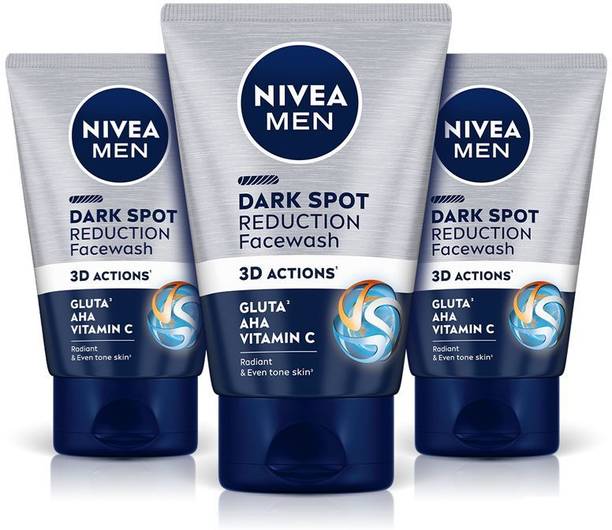 NIVEA
MEN
DARK SPOT
REDUCTION
Facewash
3D ACTIONS¹
GLUTA²
AHA
VITAMIN C
Radiant
& Even tone skin³
NIVEA
MEN
DARK SPOT
REDUCTION
Facewash
3D ACTIONS¹
GLUTA²
AHA
VITAMIN C
Radiant
& Even tone skin³
NIVEA
MEN
DARK SPOT
REDUCTION
Facewash
3D ACTIONS¹
GLUTA²
AHA
VITAMIN C
Radiant
& Even tone skin³